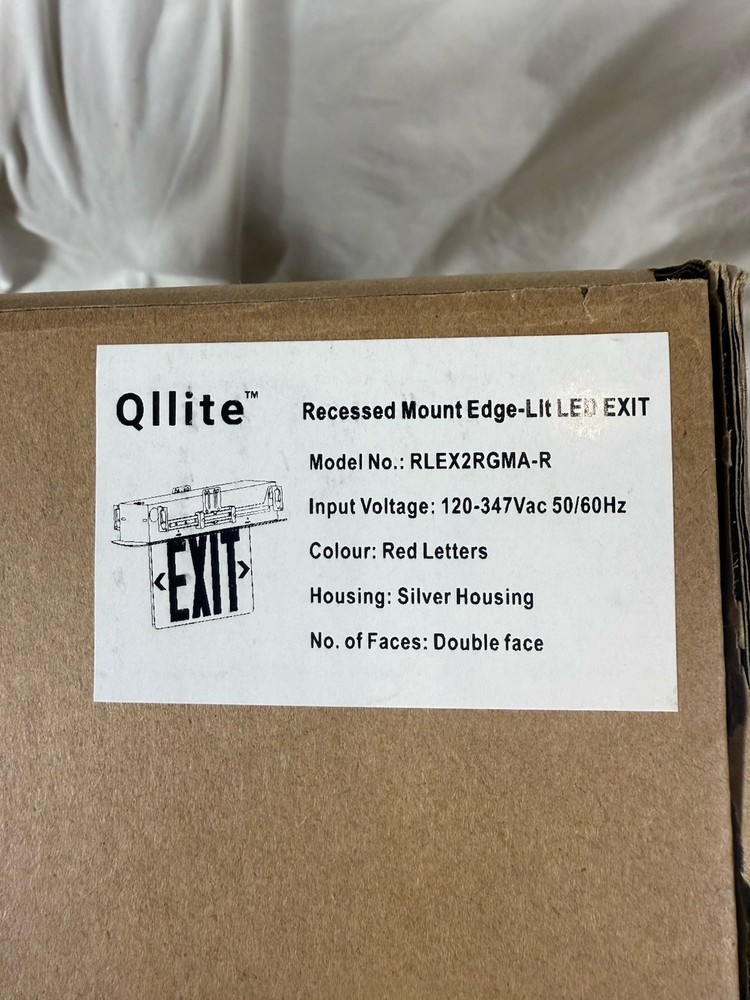 Qllite™
Recessed Mount Edge-Lit LED EXIT
Model No.: RLEX2RGMA-R
Input Voltage: 120-347Vac 50/60Hz
Colour: Red Letters
Housing: Silver Housing
No. of Faces: Double face
EXIT